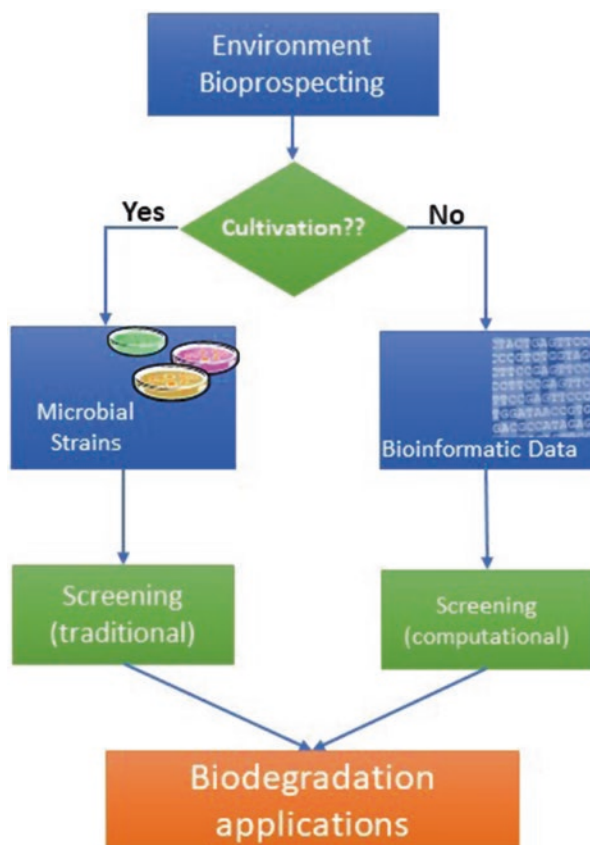 Environment
Bioprospecting
Yes
Cultivation??
No
Microbial
Strains
Bioinformatic Data
Screening
(traditional)
Screening
(computational)
Biodegradation
applications